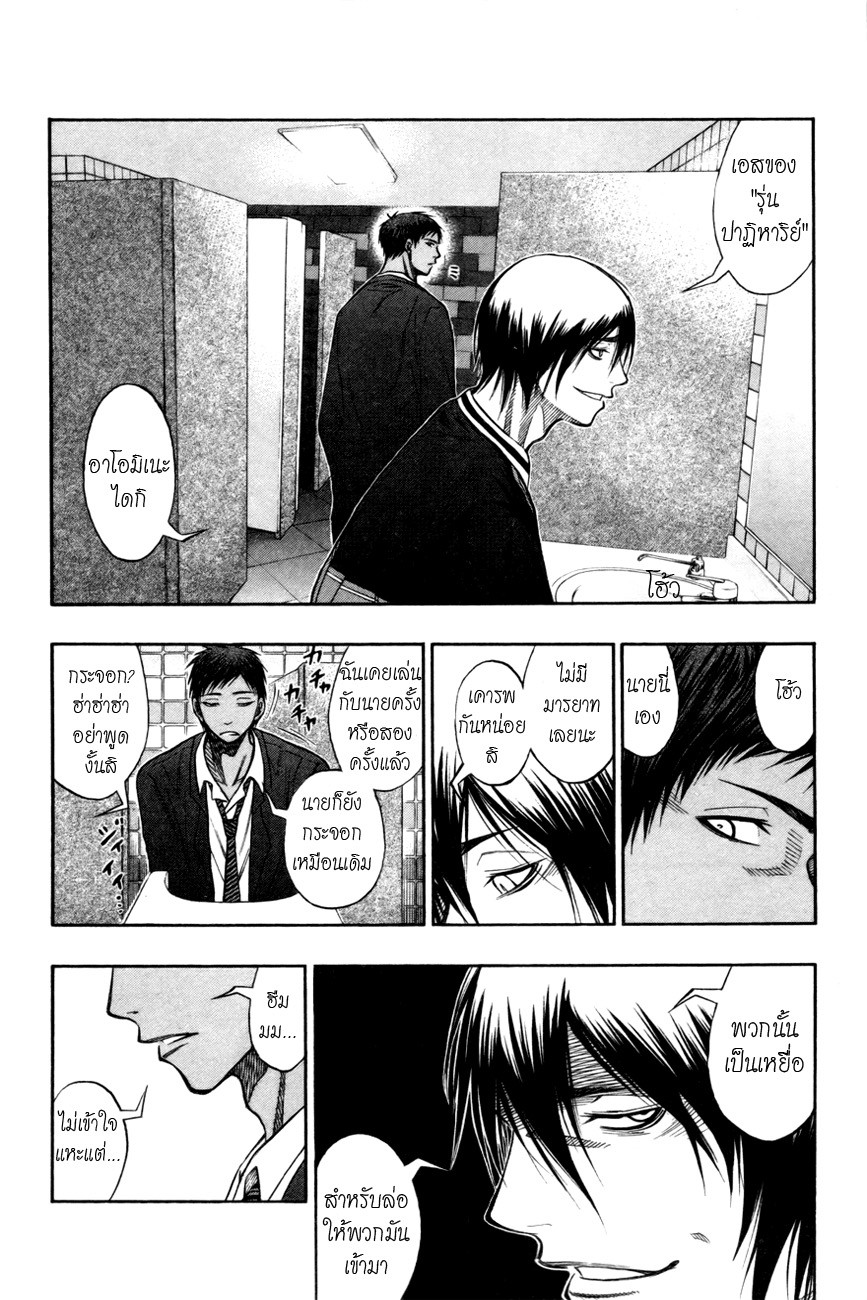 เอสของ
"รุ่น
ปาฏิหาริย์"
อาโอมิเนะ
ไดกิ
โฮ้ว
โฮ้ว
นายนี่
เอง
ไม่มี
มารยาท
เลยนะ
เคารพ
กันหน่อย
สิ
ฉันเคยเล่น
กับนายครั้ง
หรือสอง
ครั้งแล้ว
นายก็ยัง
กระจอก
เหมือนเดิม
カチャ
カチャ
กระจอก?
ฮ่าฮ่าฮ่า
อย่าพูด
งั้นสิ
พวกนั้น
เป็นเหยื่อ
สำหรับล่อ
ให้พวกมัน
เข้ามา
ฮึม
มม...
ไม่เข้าใจ
แหะแต่...